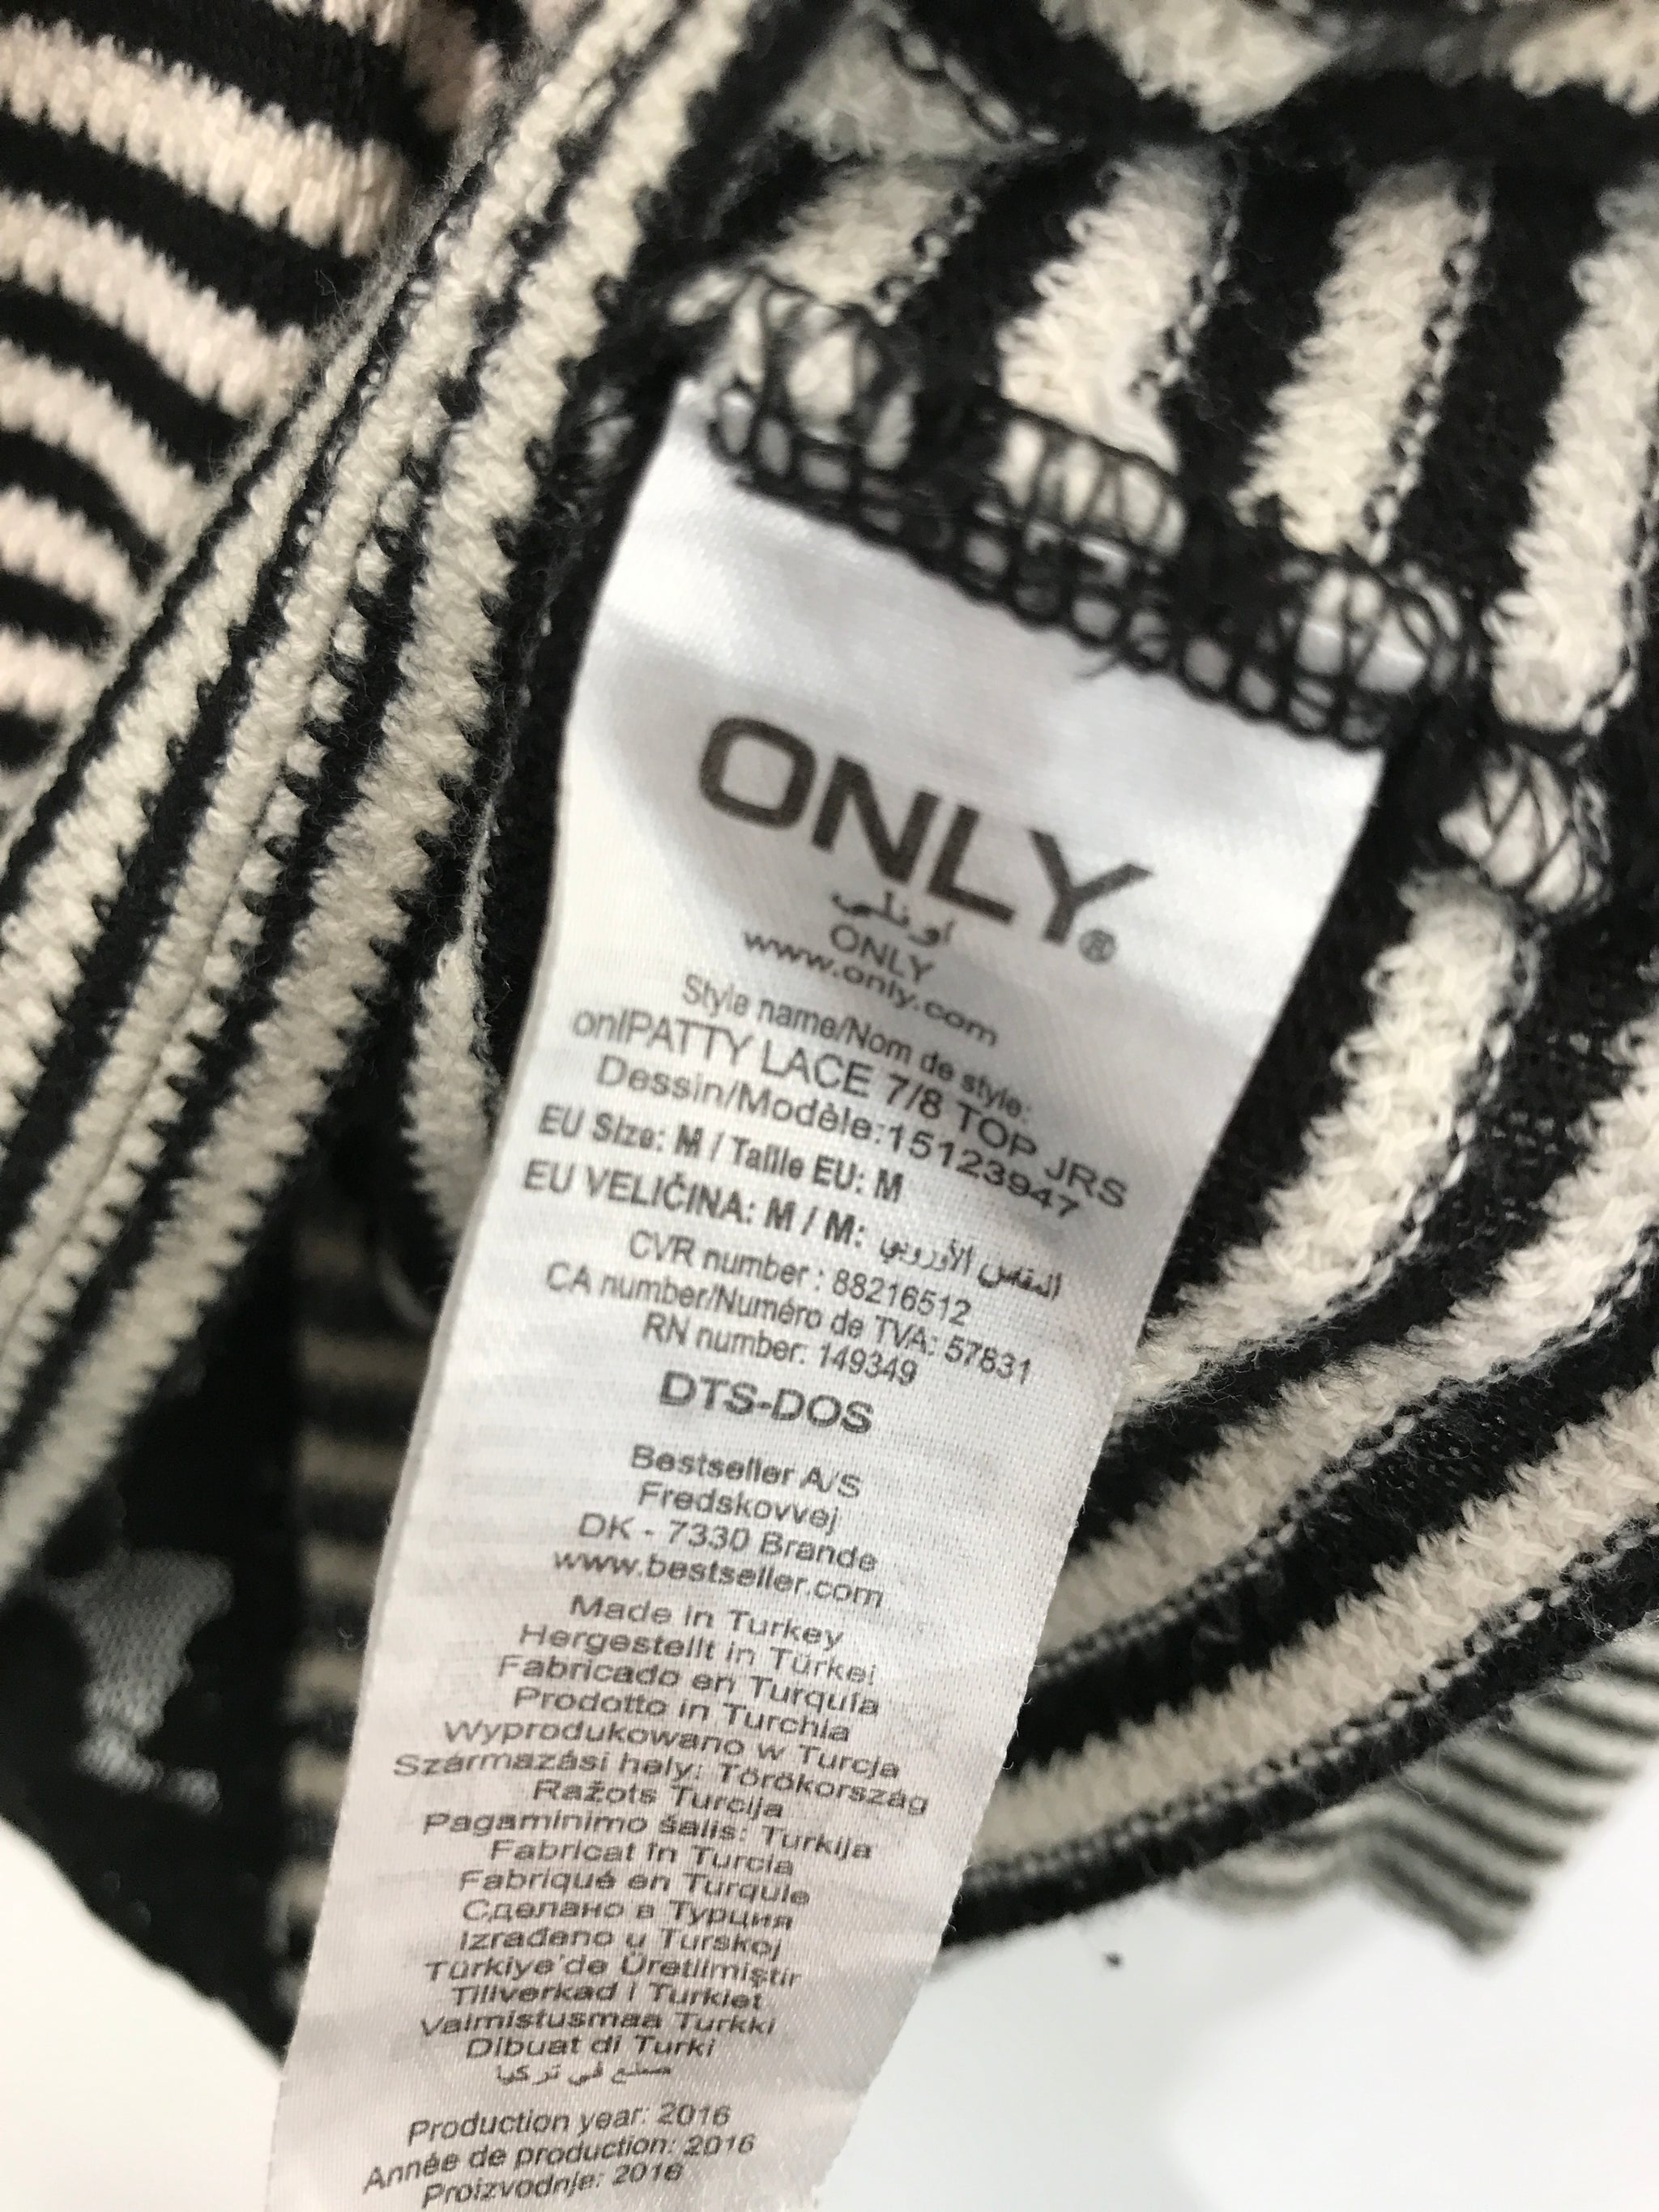 ONLY®
اونلي
ONLY
www.only.com
Style name/Nom de style:
onlPATTY LACE 7/8 TOP JRS
Dessin/Modèle:15123947
EU Size: M / Taille EU: M
EU VELIČINA: M / M: المقاس الأوروبي
CVR number : 88216512
CA number/Numéro de TVA: 57831
RN number: 149349
DTS-DOS
Bestseller A/S
Fredskovvej
DK - 7330 Brande
www.bestseller.com
Made in Turkey
Hergestellt in Türkei
Fabricado en Turquía
Prodotto in Turchia
Wyprodukowano w Turcja
Származási hely: Törökország
Ražots Turcija
Pagaminimo šalis: Turkija
Fabricat în Turcia
Fabriqué en Turquie
Сделано в Турция
Izrađeno u Turskoj
Türkiye'de Üretilmiştir
Tillverkad i Turkiet
Valmistusmaa Turkki
Dibuat di Turki
صنع في تركيا
Production year: 2016
Année de production: 2016
Proizvodnje: 2016